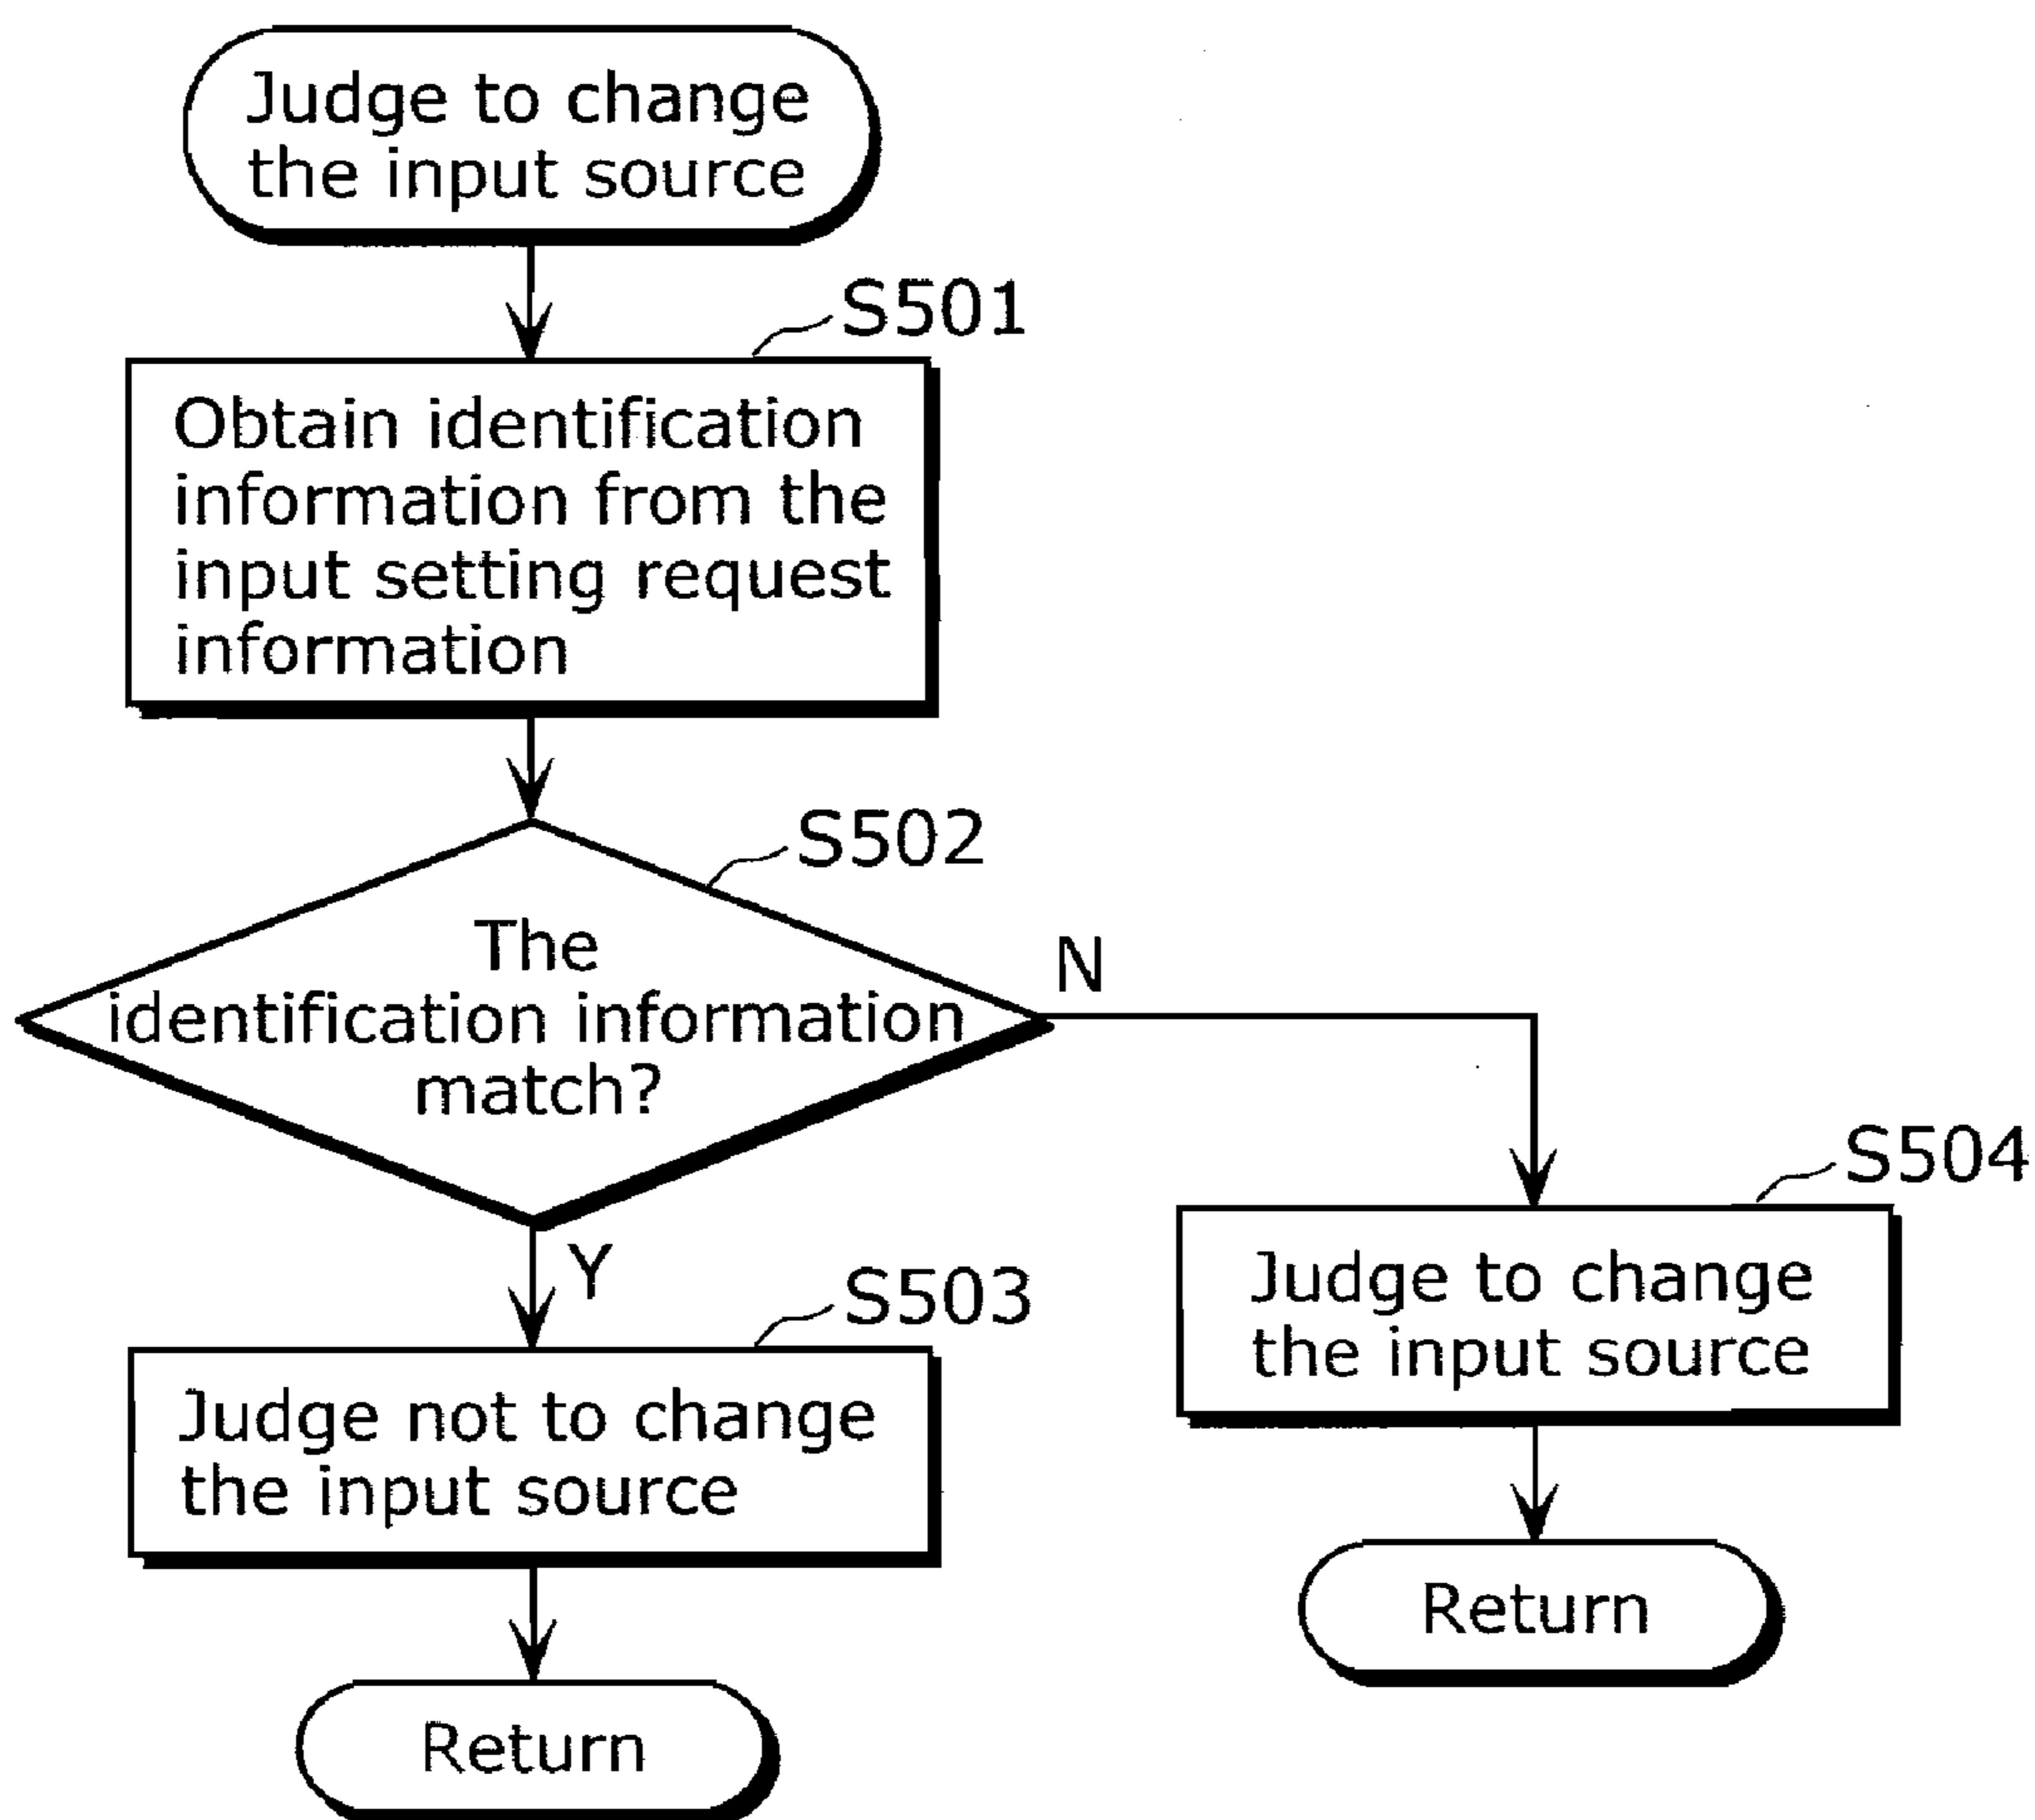 Judge to change
the input source
S501
Obtain identification
information from the
input setting request
information
S502
The
identification information
match?
N
Y
S503
Judge not to change
the input source
Return
S504
Judge to change
the input source
Return